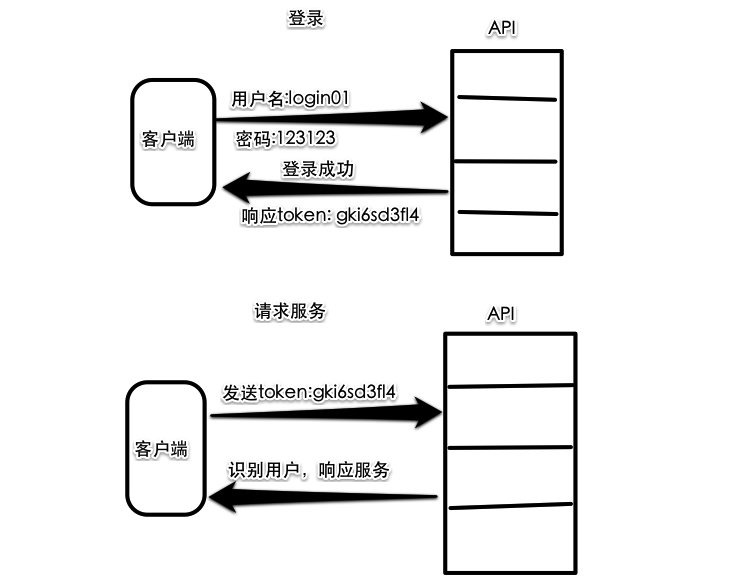 登录
API
用户名:login01
客户端
密码:123123
登录成功
响应token: gki6sd3fl4
请求服务
API
发送token:gki6sd3fl4
客户端
识别用户，响应服务